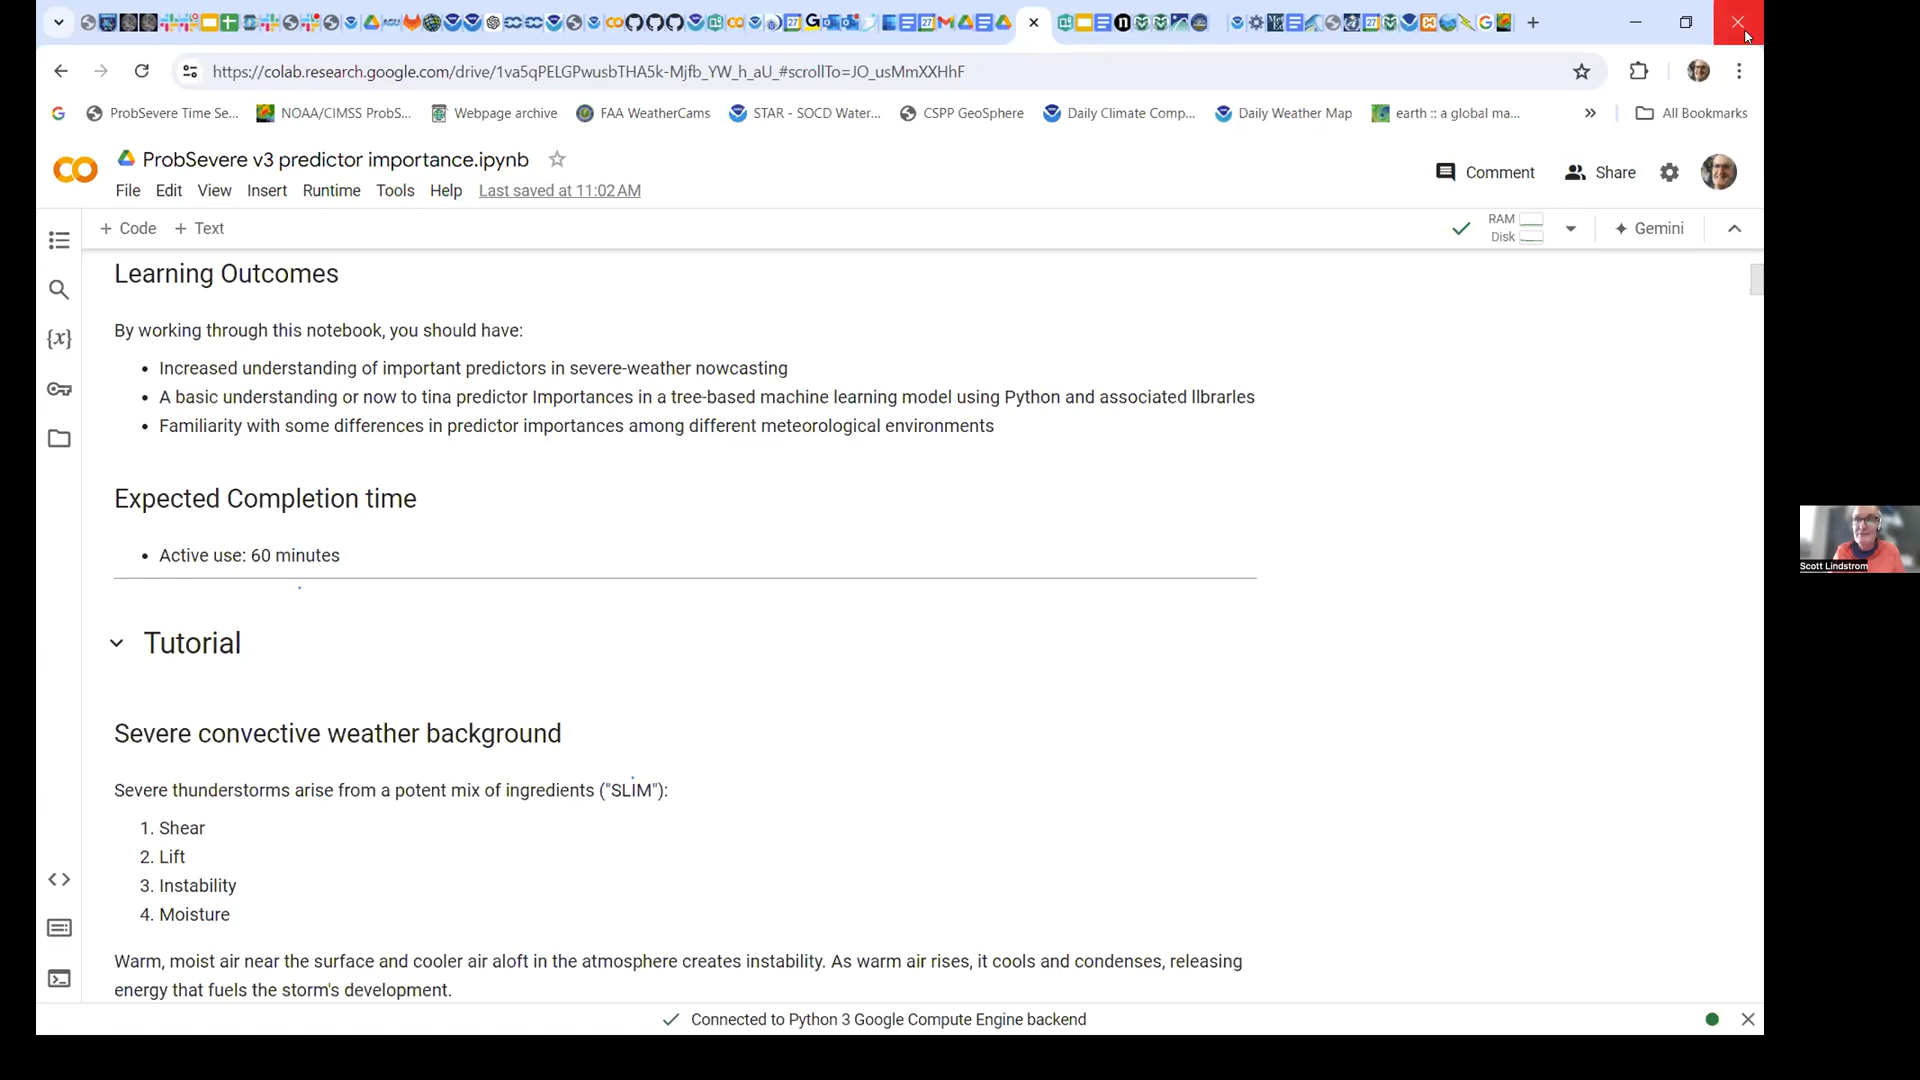 https://colab.research.google.com/drive/1va5qPELGPwusbTHA5k-Mjfb_YW_h_aU_#scrollTo=JO_usMmXXHhF
ProbSevere Time Se... NOAA/CIMSS ProbS... Webpage archive FAA WeatherCams STAR - SOCD Water... CSPP GeoSphere Daily Climate Comp... Daily Weather Map earth :: a global ma... » All Bookmarks
ProbSevere v3 predictor importance.ipynb
File Edit View Insert Runtime Tools Help Last saved at 11:02 AM
Comment Share
+ Code + Text
RAM
Disk
Gemini
Learning Outcomes
By working through this notebook, you should have:
• Increased understanding of important predictors in severe-weather nowcasting
• A basic understanding or now to tina predictor Importances in a tree-based machine learning model using Python and associated llbrarles
• Familiarity with some differences in predictor importances among different meteorological environments
Expected Completion time
• Active use: 60 minutes
Tutorial
Severe convective weather background
Severe thunderstorms arise from a potent mix of ingredients ("SLIM"):
1. Shear
2. Lift
3. Instability
4. Moisture
Warm, moist air near the surface and cooler air aloft in the atmosphere creates instability. As warm air rises, it cools and condenses, releasing
energy that fuels the storm's development.
Connected to Python 3 Google Compute Engine backend
Scott Lindstrom